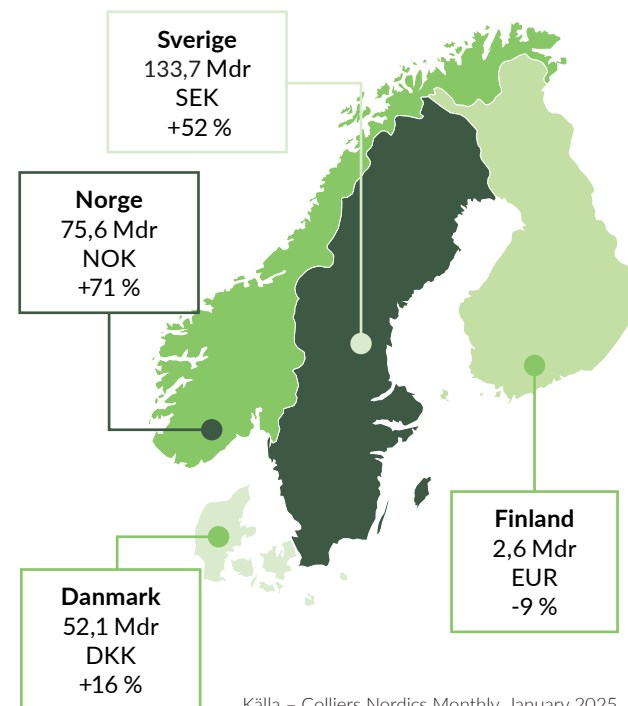 Sverige
133,7 Mdr
SEK
+52 %
Norge
75,6 Mdr
NOK
+71 %
Finland
2,6 Mdr
EUR
-9 %
Danmark
52,1 Mdr
DKK
+16 %
Källa – Colliers Nordics Monthly, January 2025